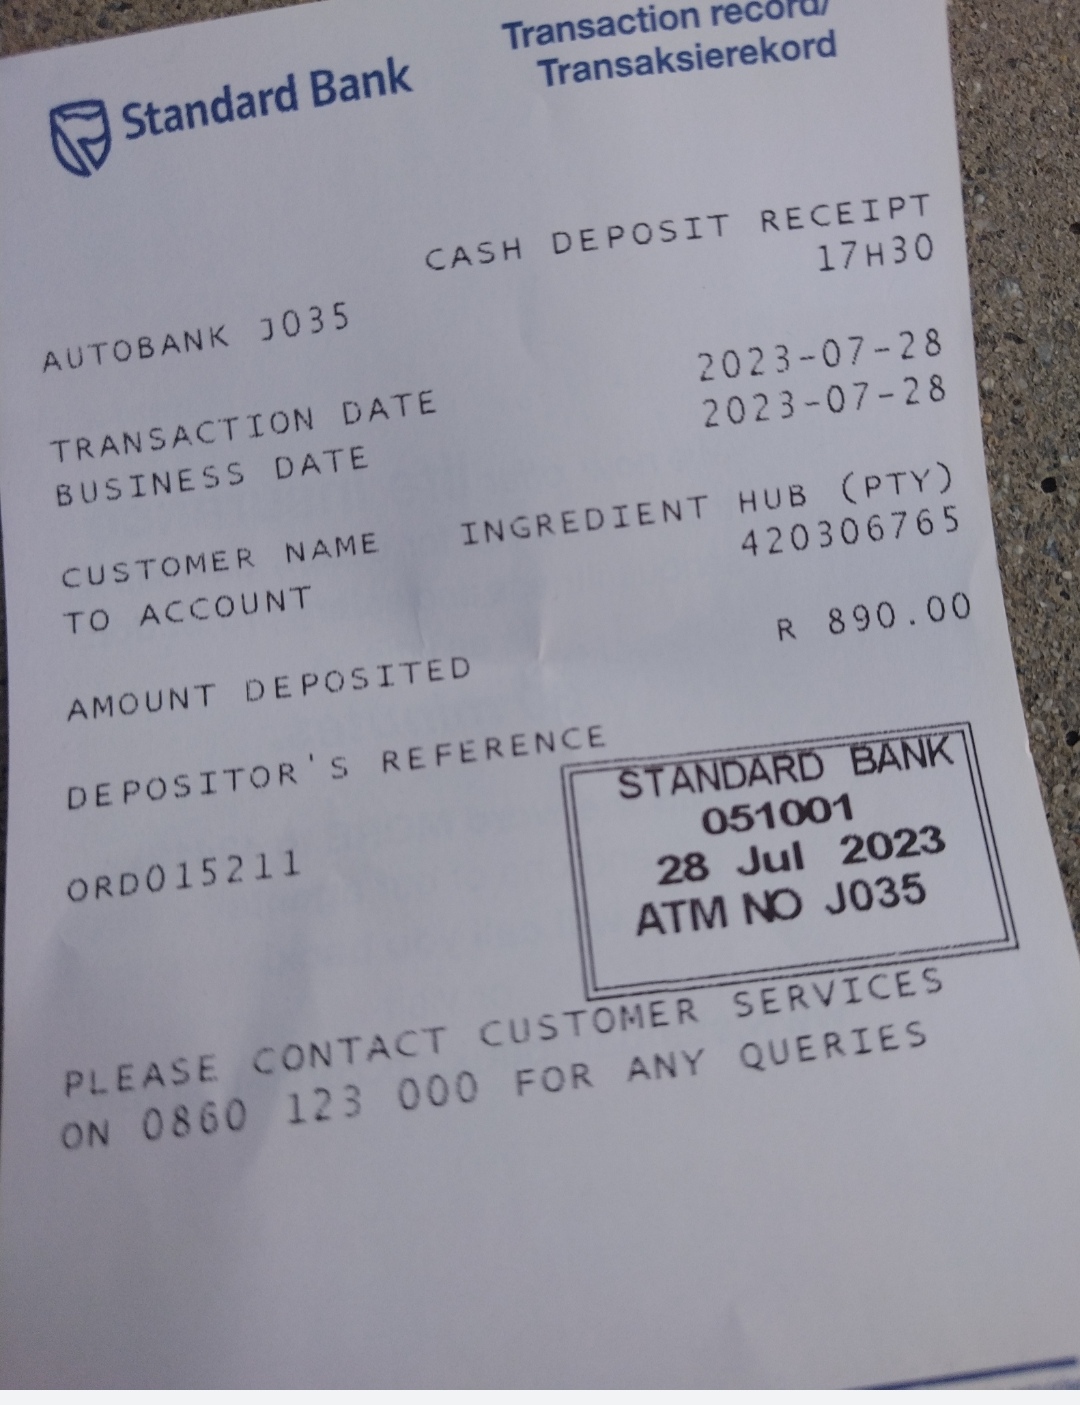 Transaction record/
Transaksierekord
Standard Bank
CASH DEPOSIT RECEIPT
17H30
AUTOBANK J035
TRANSACTION DATE 2023-07-28
BUSINESS DATE 2023-07-28
CUSTOMER NAME INGREDIENT HUB (PTY)
TO ACCOUNT 420306765
AMOUNT DEPOSITED R 890.00
DEPOSITOR'S REFERENCE
ORD015211
STANDARD BANK
051001
28 Jul 2023
ATM NO J035
PLEASE CONTACT CUSTOMER SERVICES
ON 0860 123 000 FOR ANY QUERIES